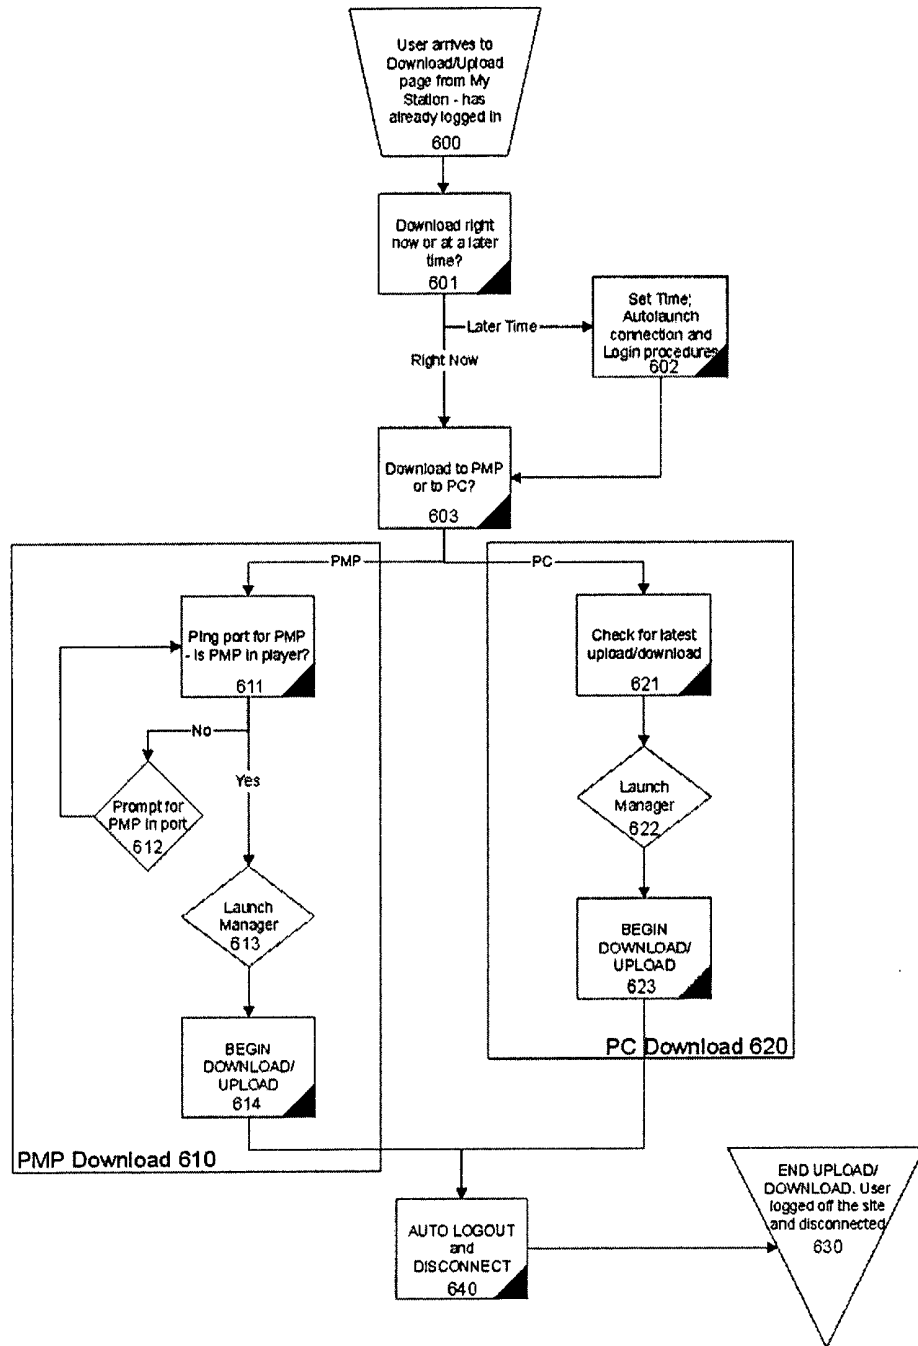 User arrives to
Download/Upload
page from My
Station - has
already logged in
600
Download right
now or at a later
time?
601
Later Time
Set Time;
Autolaunch
connection and
Login procedures
602
Right Now
Download to PMP
or to PC?
603
PMP
PC
Ping port for PMP
- is PMP in player?
611
No
Yes
Prompt for
PMP in port
612
Launch
Manager
613
BEGIN
DOWNLOAD/
UPLOAD
614
PMP Download 610
Check for latest
upload/download
621
Launch
Manager
622
BEGIN
DOWNLOAD/
UPLOAD
623
PC Download 620
AUTO LOGOUT
and
DISCONNECT
640
END UPLOAD/
DOWNLOAD. User
logged off the site
and disconnected
630